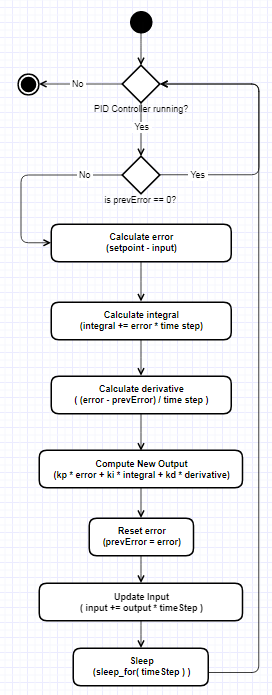 No
PID Controller running?
Yes
No
Yes
is prevError == 0?
Calculate error
(setpoint - input)
Calculate integral
(integral += error * time step)
Calculate derivative
( (error - prevError) / time step )
Compute New Output
(kp * error + ki * integral + kd * derivative)
Reset error
(prevError = error)
Update Input
( input += output * timeStep )
Sleep
(sleep_for( timeStep ) )